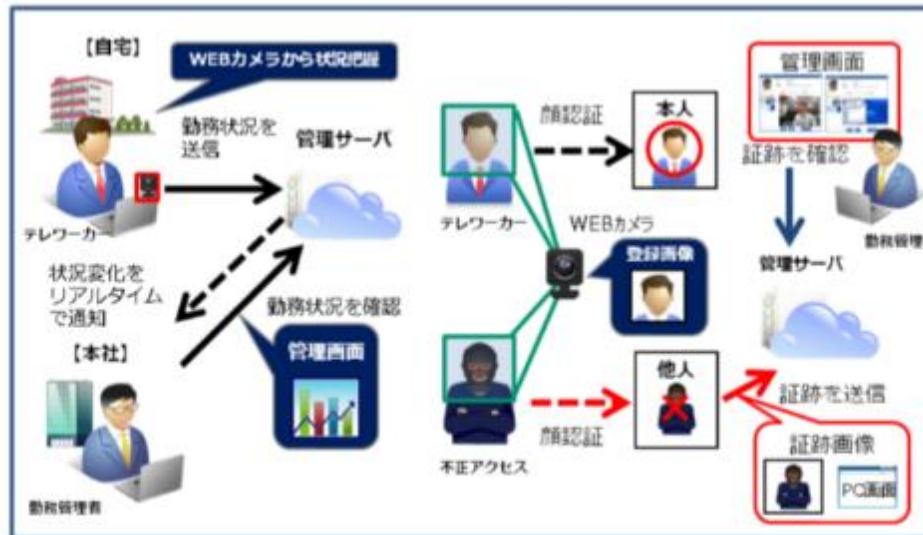 【自宅】
WEBカメラから状況把握
勤務状況を
送信
管理サーバ
テレワーカー
状況変化を
リアルタイム
で通知
勤務状況を確認
【本社】
管理画面
勤務管理者
顔認証
本人
テレワーカー
WEBカメラ
登録画像
他人
顔認証
不正アクセス
管理画面
証跡を確認
勤務管理
管理サーバ
証跡を送信
証跡画像
PC画面